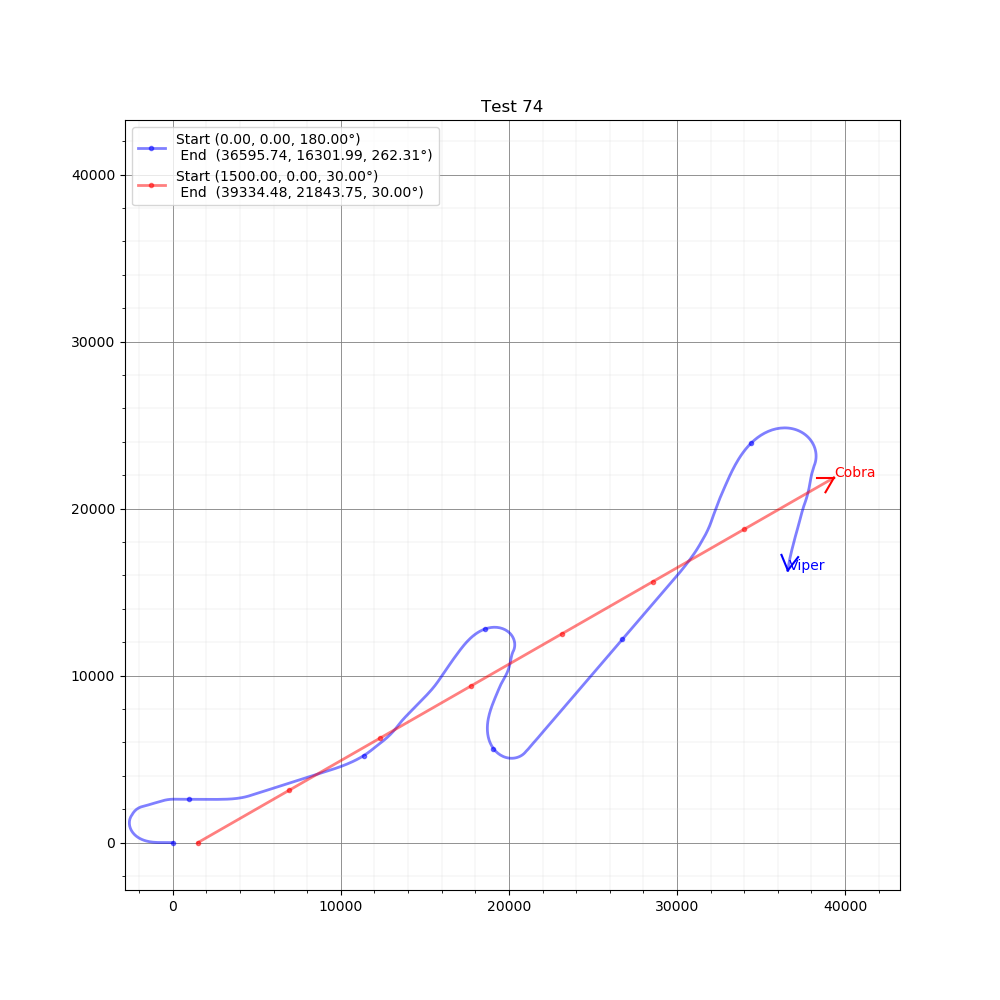 Test 74
Start (0.00, 0.00, 180.00°)
End  (36595.74, 16301.99, 262.31°)
Start (1500.00, 0.00, 30.00°)
End  (39334.48, 21843.75, 30.00°)
40000
30000
20000
10000
0
Cobra
Viper
0
10000
20000
30000
40000